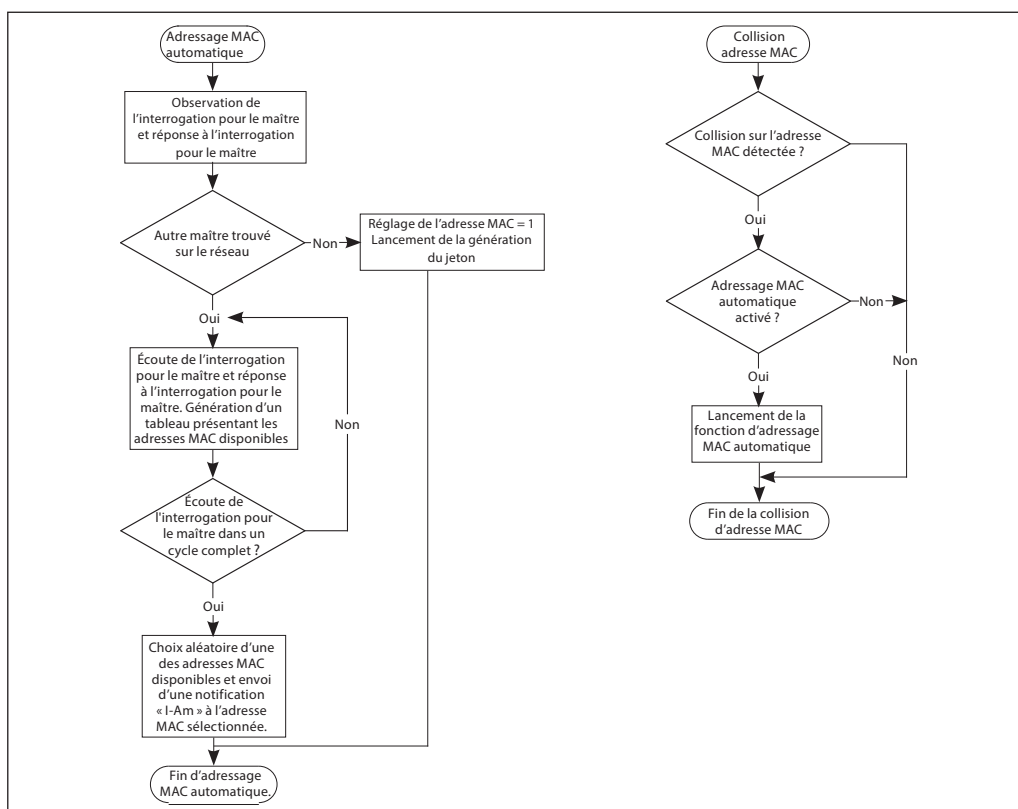 Adressage MAC
automatique
Observation de
l'interrogation pour le maître
et réponse à l'interrogation
pour le maître
Autre maître trouvé
sur le réseau
Non
Réglage de l'adresse MAC = 1
Lancement de la génération
du jeton
Oui
Écoute de l'interrogation
pour le maître et réponse
à l'interrogation pour le
maître. Génération d'un
tableau présentant les
adresses MAC disponibles
Non
Écoute de
l'interrogation pour
le maître dans un
cycle complet ?
Oui
Choix aléatoire d'une
des adresses MAC
disponibles et envoi
d'une notification
« I-Am » à l'adresse
MAC sélectionnée.
Fin d'adressage
MAC automatique.
Collision
adresse MAC
Collision sur l'adresse
MAC détectée ?
Oui
Adressage MAC
automatique
activé ?
Non
Non
Oui
Lancement de la
fonction d'adressage
MAC automatique
Fin de la collision
d'adresse MAC